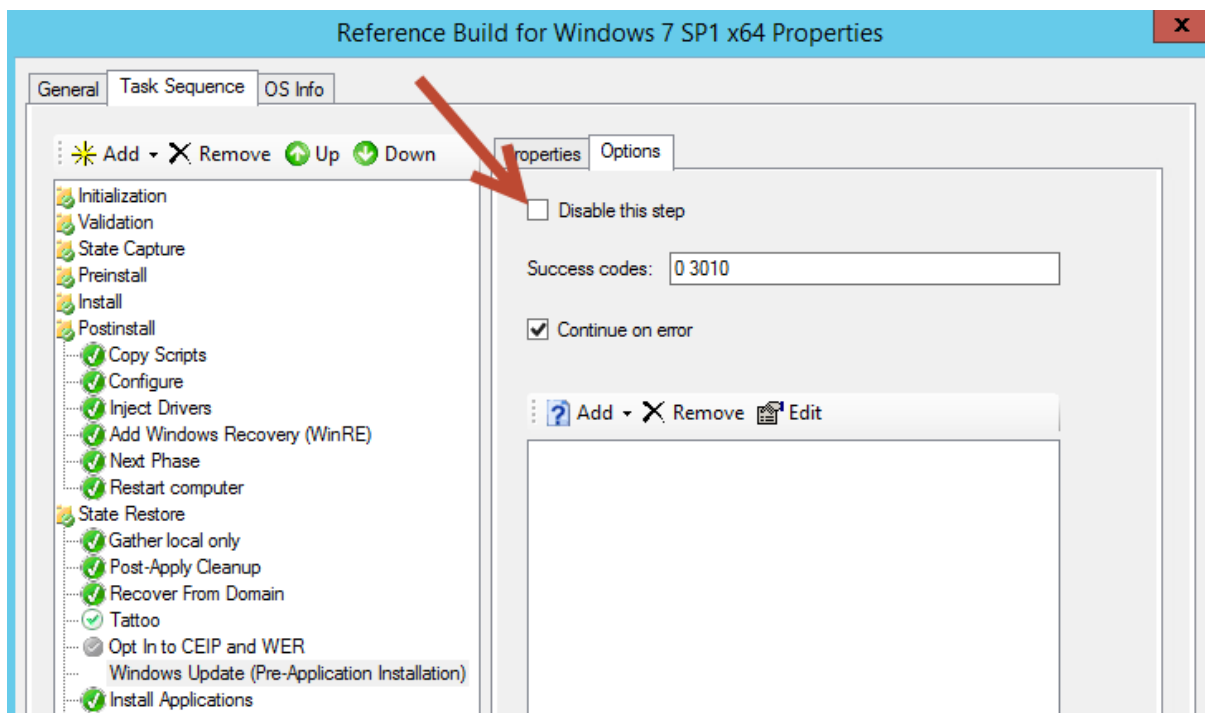 Reference Build for Windows 7 SP1 x64 Properties
x
General Task Sequence OS Info
Add Remove Up Down
Initialization
Validation
State Capture
Preinstall
Install
Postinstall
Copy Scripts
Configure
Inject Drivers
Add Windows Recovery (WinRE)
Next Phase
Restart computer
State Restore
Gather local only
Post-Apply Cleanup
Recover From Domain
Tattoo
Opt In to CEIP and WER
Windows Update (Pre-Application Installation)
Install Applications
Properties Options
Disable this step
Success codes: 0 3010
Continue on error
? Add Remove Edit